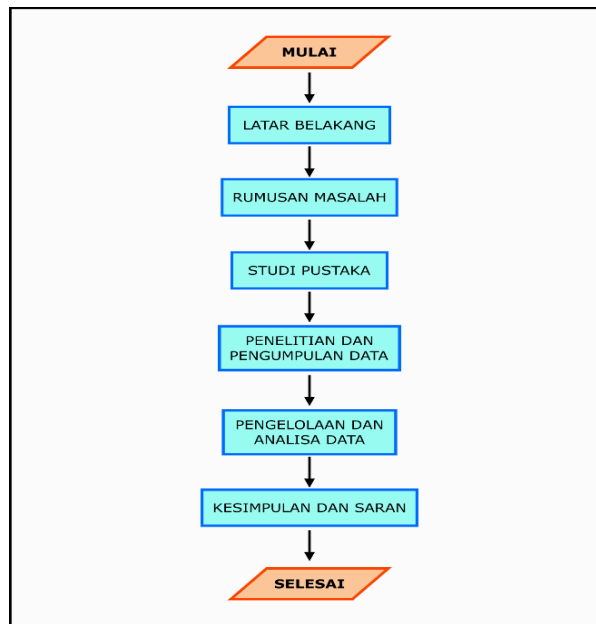 MULAI
LATAR BELAKANG
RUMUSAN MASALAH
STUDI PUSTAKA
PENELITIAN DAN
PENGUMPULAN DATA
PENGELOLAAN DAN
ANALISA DATA
KESIMPULAN DAN SARAN
SELESAI